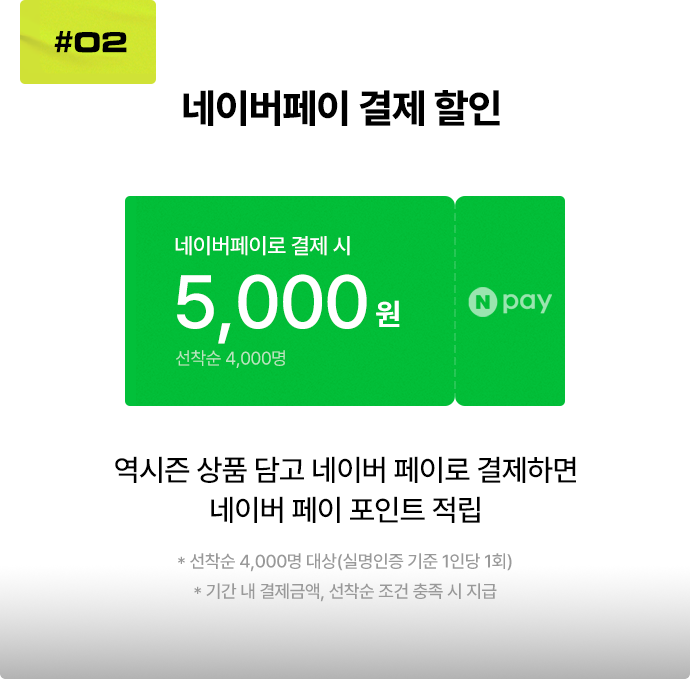 #02
네이버페이 결제 할인
네이버페이로 결제 시
5,000 원
선착순 4,000명
N pay
역시즌 상품 담고 네이버 페이로 결제하면
네이버 페이 포인트 적립
* 선착순 4,000명 대상(실명인증 기준 1인당 1회)
* 기간 내 결제금액, 선착순 조건 충족 시 지급